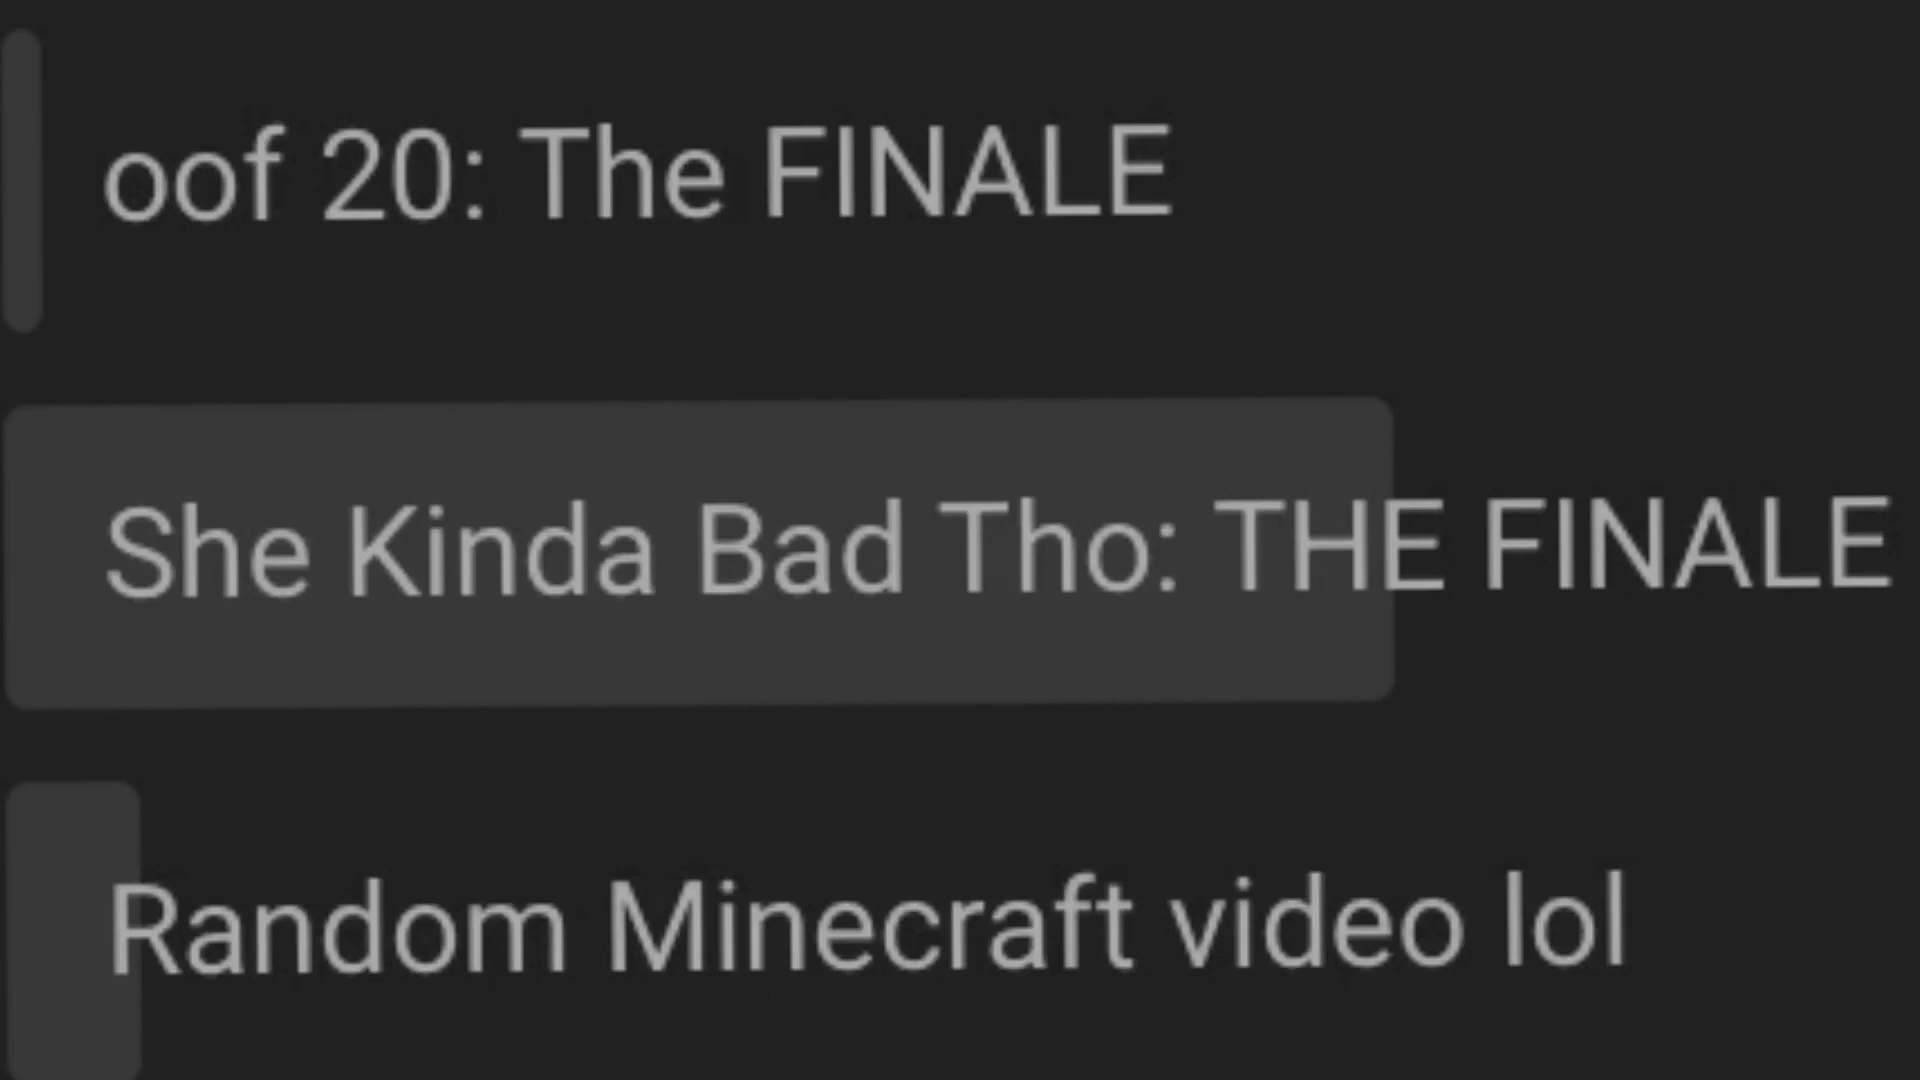 oof 20: The FINALE
She Kinda Bad Tho: THE FINALE
Random Minecraft video lol